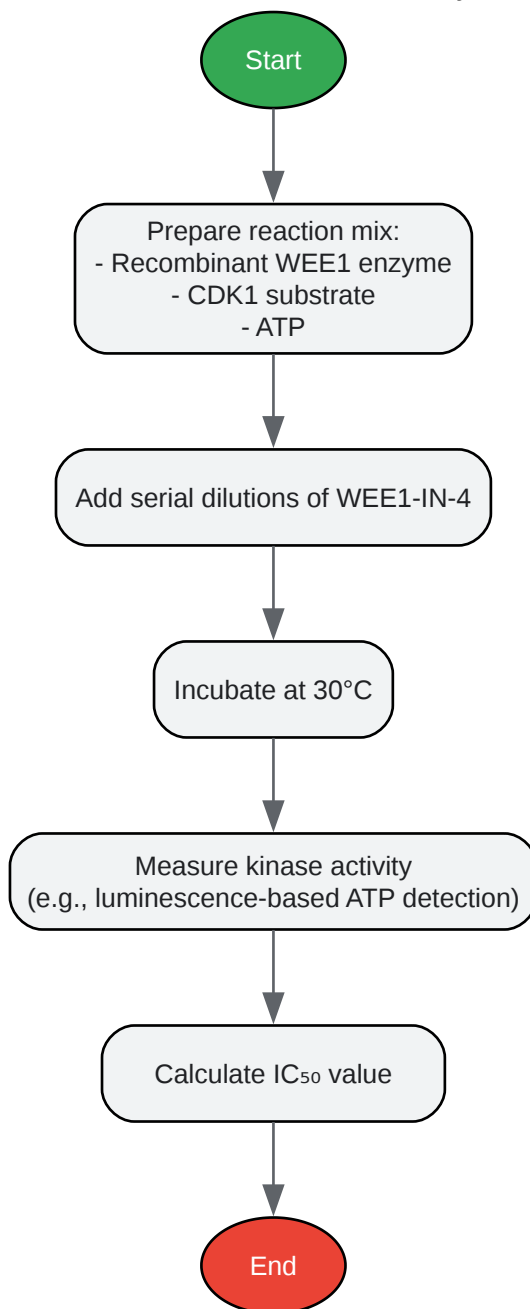 Start
Prepare reaction mix:
- Recombinant WEE1 enzyme
- CDK1 substrate
- ATP
Add serial dilutions of WEE1-IN-4
Incubate at 30°C
Measure kinase activity
(e.g., luminescence-based ATP detection)
Calculate IC₅₀ value
End